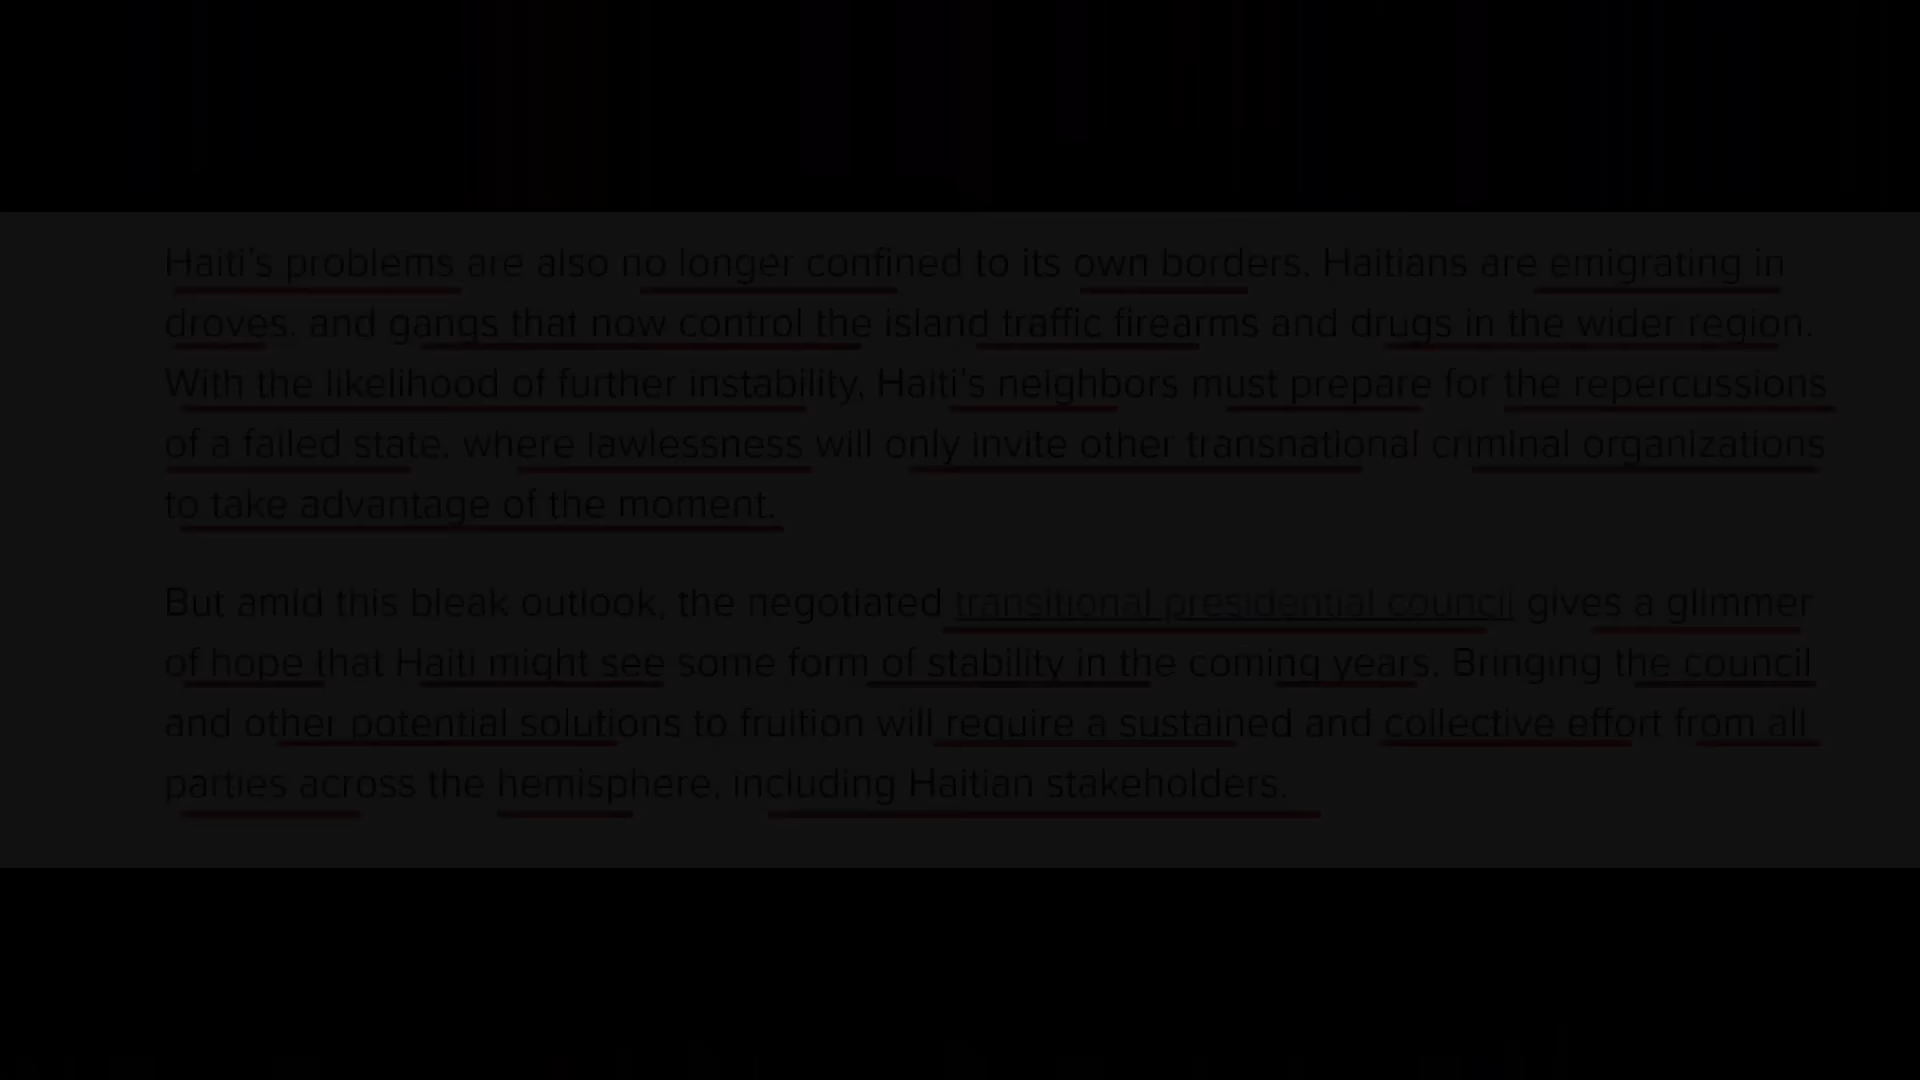 Haiti's problems are also no longer confined to its own borders. Haitians are emigrating in
droves, and gangs that now control the island traffic firearms and drugs in the wider region.
With the likelihood of further instability, Haiti's neighbors must prepare for the repercussions
of a failed state, where lawlessness will only invite other transnational criminal organizations
to take advantage of the moment.
But amid this bleak outlook, the negotiated transitional presidential council gives a glimmer
of hope that Haiti might see some form of stability in the coming years. Bringing the council
and other potential solutions to fruition will require a sustained and collective effort from all
parties across the hemisphere, including Haitian stakeholders.